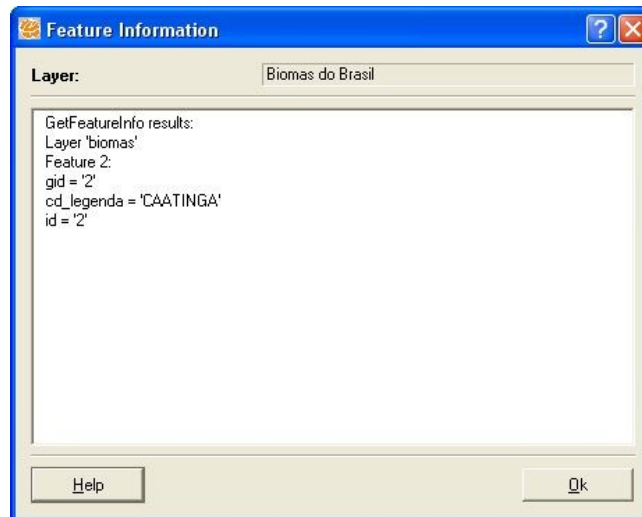 Feature Information
Layer: Biomas do Brasil
GetFeatureInfo results:
Layer 'biomas'
Feature 2:
gid = '2'
cd_legenda = 'CAATINGA'
id = '2'
Help Ok